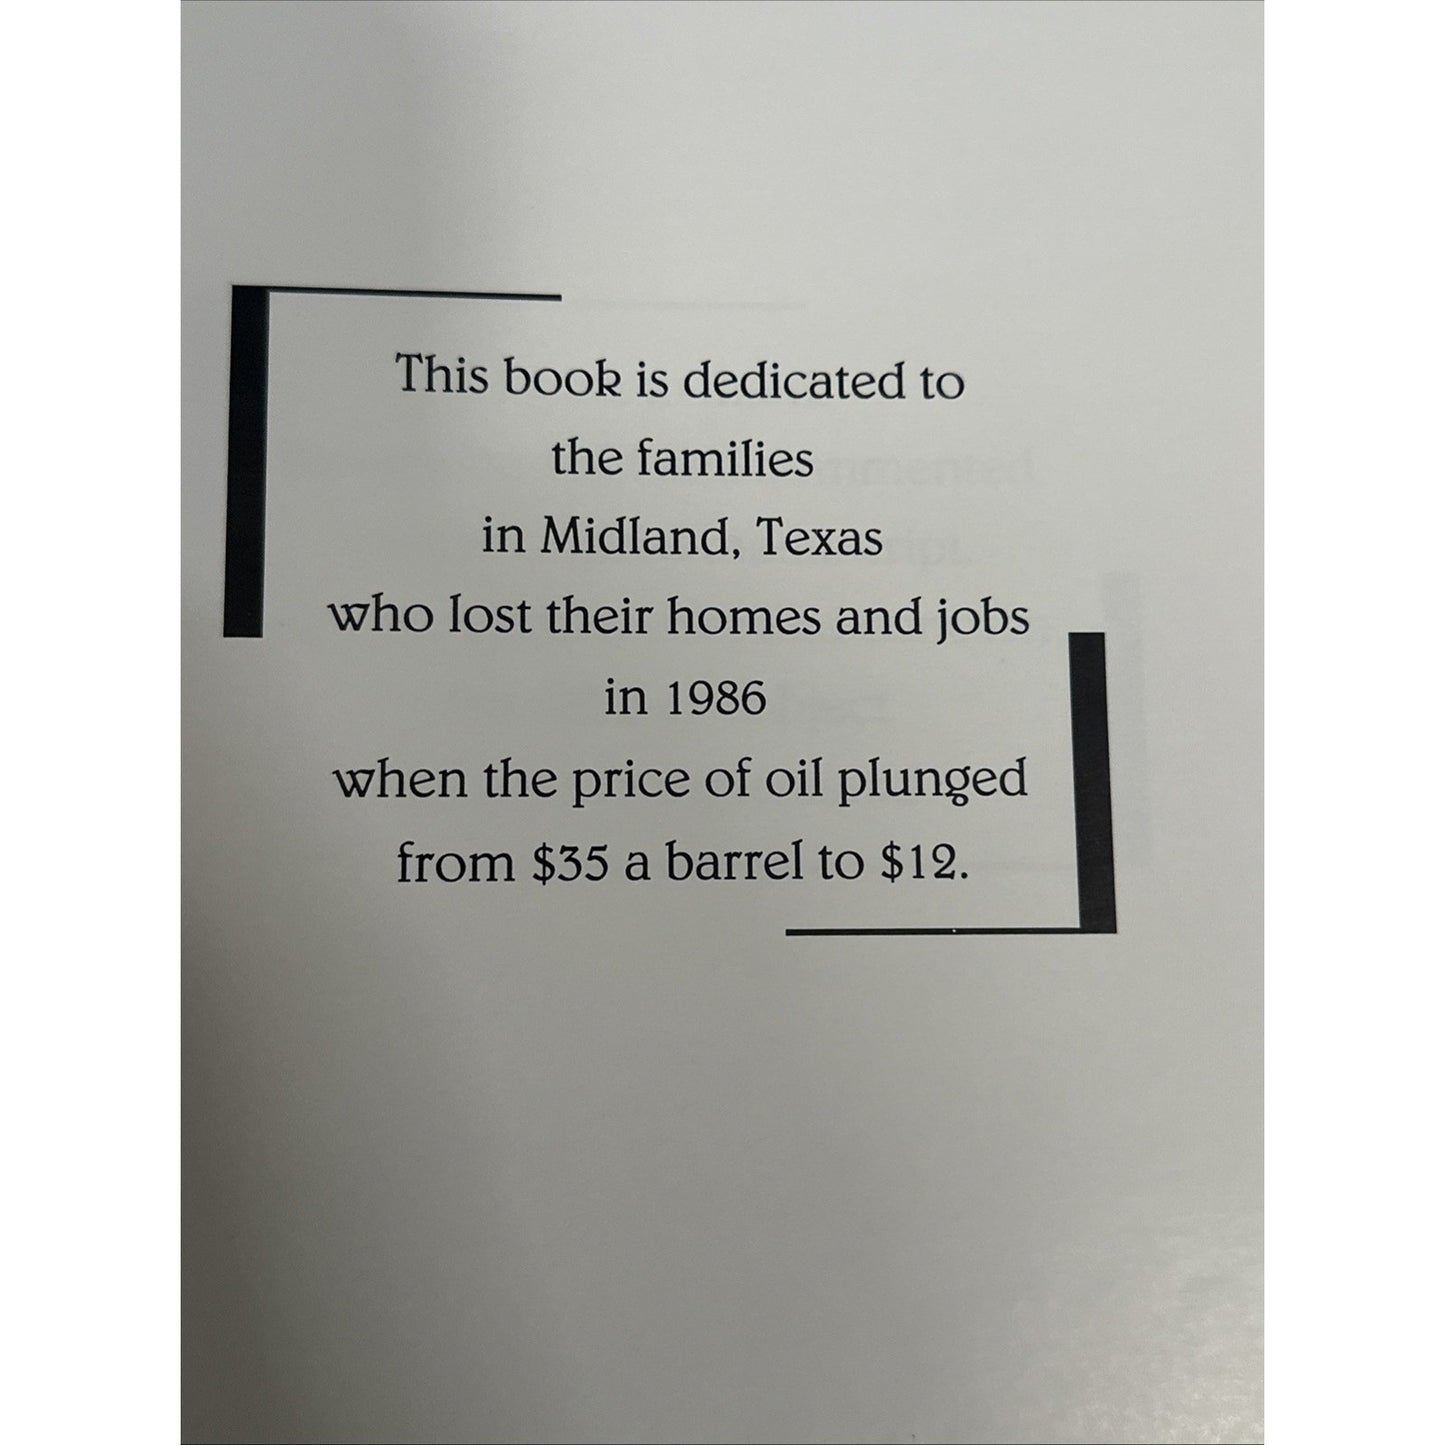 This book is dedicated to
the families
in Midland, Texas
who lost their homes and jobs
in 1986
when the price of oil plunged
from $35 a barrel to $12.